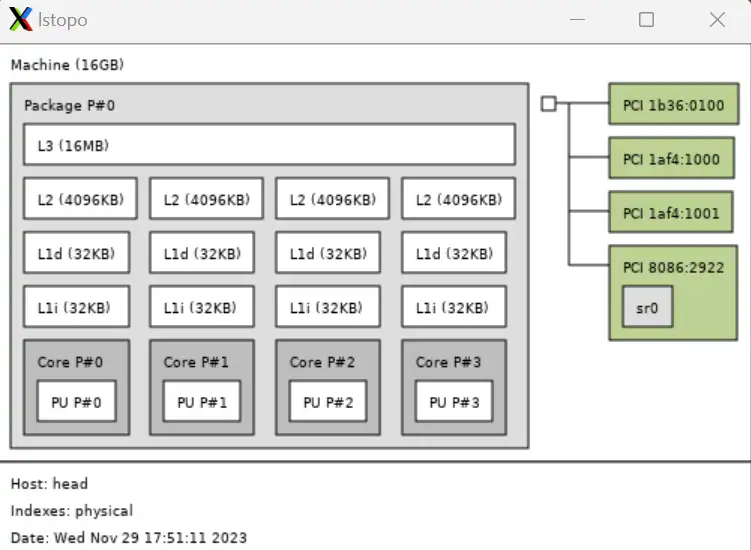 lstopo
Machine (16GB)
Package P#0
L3 (16MB)
L2 (4096KB) L2 (4096KB) L2 (4096KB) L2 (4096KB)
L1d (32KB) L1d (32KB) L1d (32KB) L1d (32KB)
L1i (32KB) L1i (32KB) L1i (32KB) L1i (32KB)
Core P#0 Core P#1 Core P#2 Core P#3
PU P#0 PU P#1 PU P#2 PU P#3
PCI 1b36:0100
PCI 1af4:1000
PCI 1af4:1001
PCI 8086:2922
sr0
Host: head
Indexes: physical
Date: Wed Nov 29 17:51:11 2023